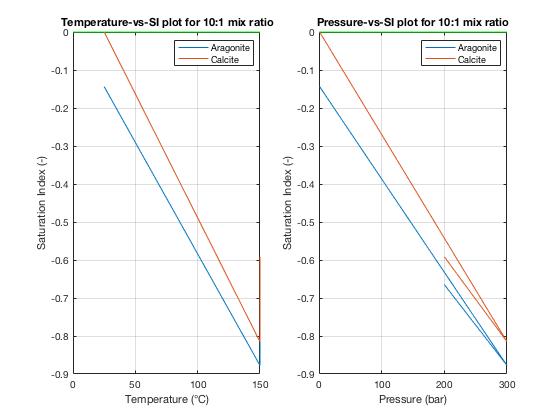 Temperature-vs-SI plot for 10:1 mix ratio
Aragonite
Calcite
0
-0.1
-0.2
-0.3
-0.4
-0.5
-0.6
-0.7
-0.8
-0.9
Saturation Index (-)
0 50 100 150
Temperature (°C)
Pressure-vs-SI plot for 10:1 mix ratio
Aragonite
Calcite
0
-0.1
-0.2
-0.3
-0.4
-0.5
-0.6
-0.7
-0.8
-0.9
Saturation Index (-)
0 100 200 300
Pressure (bar)